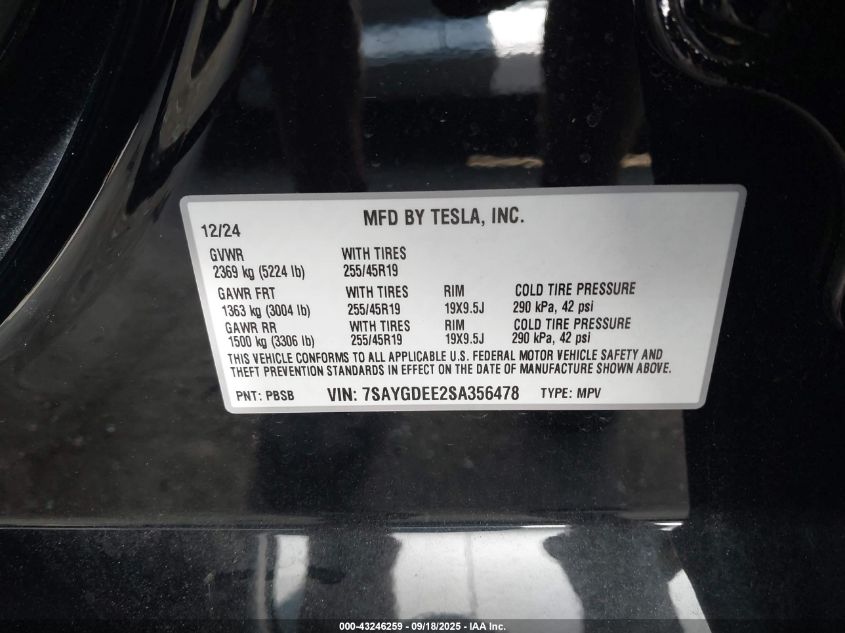 MFD BY TESLA, INC.
12/24
GVWR WITH TIRES
2369 kg (5224 lb) 255/45R19
GAWR FRT WITH TIRES RIM COLD TIRE PRESSURE
1363 kg (3004 lb) 255/45R19 19X9.5J 290 kPa, 42 psi
GAWR RR WITH TIRES RIM COLD TIRE PRESSURE
1500 kg (3306 lb) 255/45R19 19X9.5J 290 kPa, 42 psi
THIS VEHICLE CONFORMS TO ALL APPLICABLE U.S. FEDERAL MOTOR VEHICLE SAFETY AND
THEFT PREVENTION STANDARDS IN EFFECT ON THE DATE OF MANUFACTURE SHOWN ABOVE.
PNT: PBSB VIN: 7SAYGDEE2SA356478 TYPE: MPV
000-43246259 - 09/18/2025 - IAA Inc.